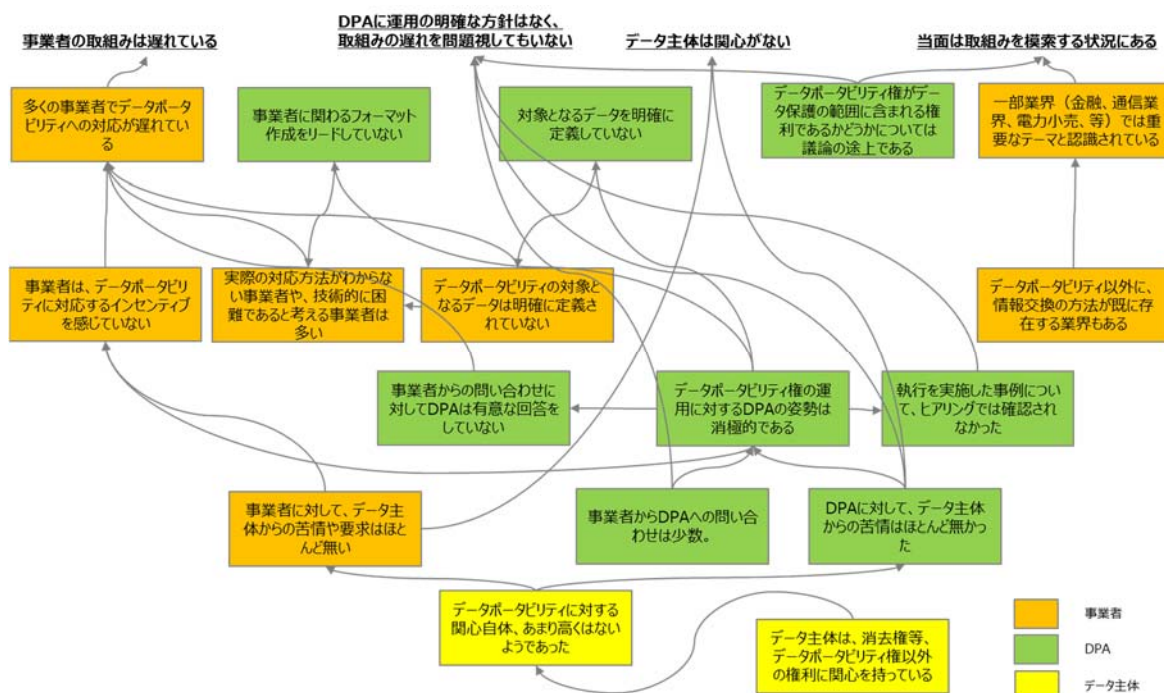 事業者の取組みは遅れている
DPAに運用の明確な方針はなく、
取組みの遅れを問題視してもいない
データ主体は関心がない
当面は取組みを模索する状況にある
多くの事業者でデータポータ
ビリティへの対応が遅れてい
る
事業者に関わるフォーマット
作成をリードしていない
対象となるデータを明確に
定義していない
データポータビリティ権がデー
タ保護の範囲に含まれる権
利であるかどうかについては
議論の途上である
一部業界（金融、通信業
界、電力小売、等）では重
要なテーマと認識されている
事業者は、データポータビリ
ティに対応するインセンティブ
を感じていない
実際の対応方法がわからな
い事業者や、技術的に困
難であると考える事業者は
多い
データポータビリティの対象
となるデータは明確に定義さ
れていない
データポータビリティ以外に、
情報交換の方法が既に存
在する業界もある
事業者からの問い合わせに
対してDPAは有意な回答を
していない
データポータビリティ権の運
用に対するDPAの姿勢は
消極的である
執行を実施した事例につい
て、ヒアリングでは確認され
なかった
事業者に対して、データ主
体からの苦情や要求はほと
んど無い
事業者からDPAへの問い合
わせは少数。
DPAに対して、データ主体
からの苦情はほとんど無かっ
た
データポータビリティに対する
関心自体、あまり高くはない
ようであった
データ主体は、消去権等、
データポータビリティ権以外
の権利に関心を持っている
事業者
DPA
データ主体